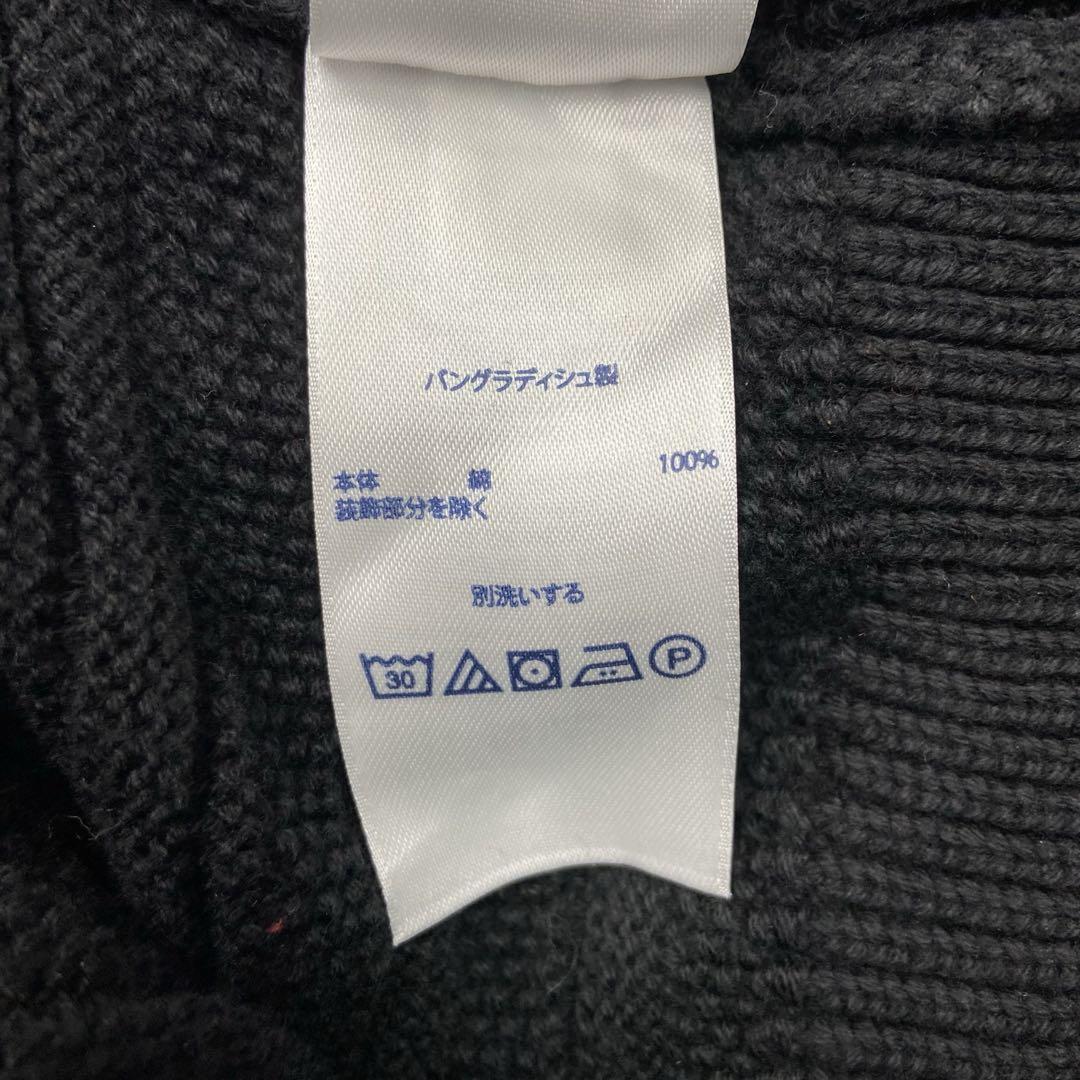 バングラディシュ製
本体 綿 100%
装飾部分を除く
別洗いする
30 P